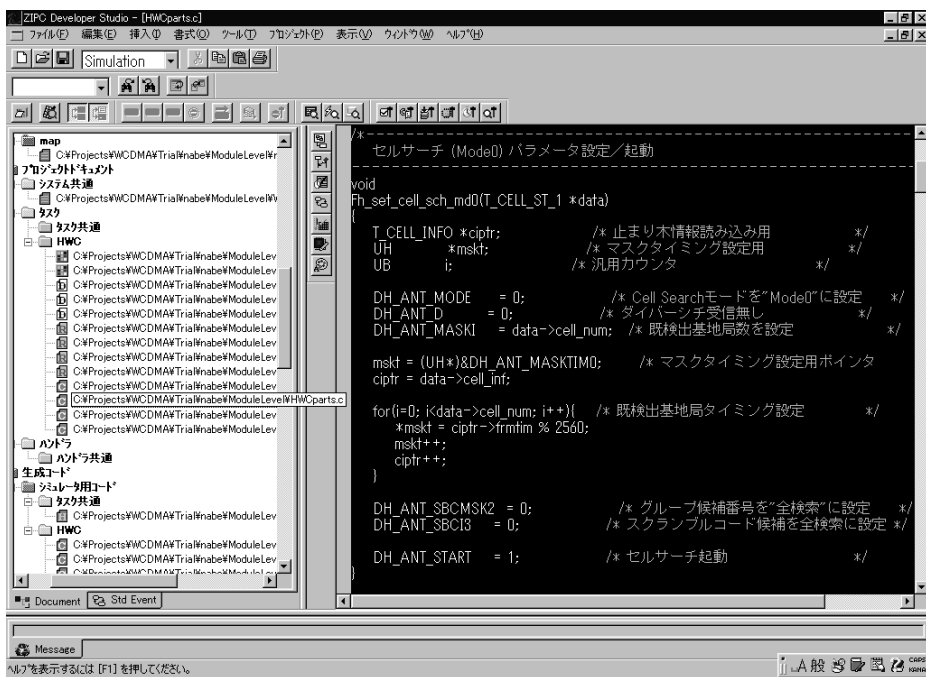 ZIPC Developer Studio - [HWCparts.c]
ファイル(F) 編集(E) 挿入(I) 書式(O) ツール(T) プロジェクト(P) 表示(V) ウィンドウ(W) ヘルプ(H)
Simulation
map
C:¥Projects¥WCDMA¥Trial¥nabe¥ModuleLevel¥r
プロジェクトドキュメント
システム共通
C:¥Projects¥WCDMA¥Trial¥nabe¥ModuleLevel¥V
タスク
タスク共通
HWC
C:¥Projects¥WCDMA¥Trial¥nabe¥ModuleLev
C:¥Projects¥WCDMA¥Trial¥nabe¥ModuleLev
C:¥Projects¥WCDMA¥Trial¥nabe¥ModuleLev
C:¥Projects¥WCDMA¥Trial¥nabe¥ModuleLev
C:¥Projects¥WCDMA¥Trial¥nabe¥ModuleLev
C:¥Projects¥WCDMA¥Trial¥nabe¥ModuleLev
C:¥Projects¥WCDMA¥Trial¥nabe¥ModuleLev
C:¥Projects¥WCDMA¥Trial¥nabe¥ModuleLev
C:¥Projects¥WCDMA¥Trial¥nabe¥ModuleLev
C:¥Projects¥WCDMA¥Trial¥nabe¥ModuleLevel¥HWCparts.c
C:¥Projects¥WCDMA¥Trial¥nabe¥ModuleLev
C:¥Projects¥WCDMA¥Trial¥nabe¥ModuleLev
ハンドラ
ハンドラ共通
生成コード
シミュレータ用コード
タスク共通
C:¥Projects¥WCDMA¥Trial¥nabe¥ModuleLev
HWC
C:¥Projects¥WCDMA¥Trial¥nabe¥ModuleLev
C:¥Projects¥WCDMA¥Trial¥nabe¥ModuleLev
C:¥Projects¥WCDMA¥Trial¥nabe¥ModuleLev
Document Std Event
/*------------------------------------------------------------
セルサーチ (Mode0) パラメータ設定／起動
------------------------------------------------------------
void
Fh_set_cell_sch_md0(T_CELL_ST_1 *data)
{
T_CELL_INFO *ciptr; /* 止まり木情報読み込み用 */
UH *mskt; /* マスクタイミング設定用 */
UB i; /* 汎用カウンタ */
DH_ANT_MODE = 0; /* Cell Searchモードを"Mode0"に設定 */
DH_ANT_D = 0; /* ダイバーシチ受信無し */
DH_ANT_MASKI = data->cell_num; /* 既検出基地局数を設定 */
mskt = (UH*)&DH_ANT_MASKTIM0; /* マスクタイミング設定用ポインタ
ciptr = data->cell_inf;
for(i=0; i<data->cell_num; i++){ /* 既検出基地局タイミング設定 */
*mskt = ciptr->frmtim % 2560;
mskt++;
ciptr++;
}
DH_ANT_SBCMSK2 = 0; /* グループ候補番号を"全検索"に設定 */
DH_ANT_SBCI3 = 0; /* スクランブルコード候補を全検索に設定 */
DH_ANT_START = 1; /* セルサーチ起動 */
}
Message
ヘルプを表示するには [F1] を押してください。
A 般
CAPS
KANA